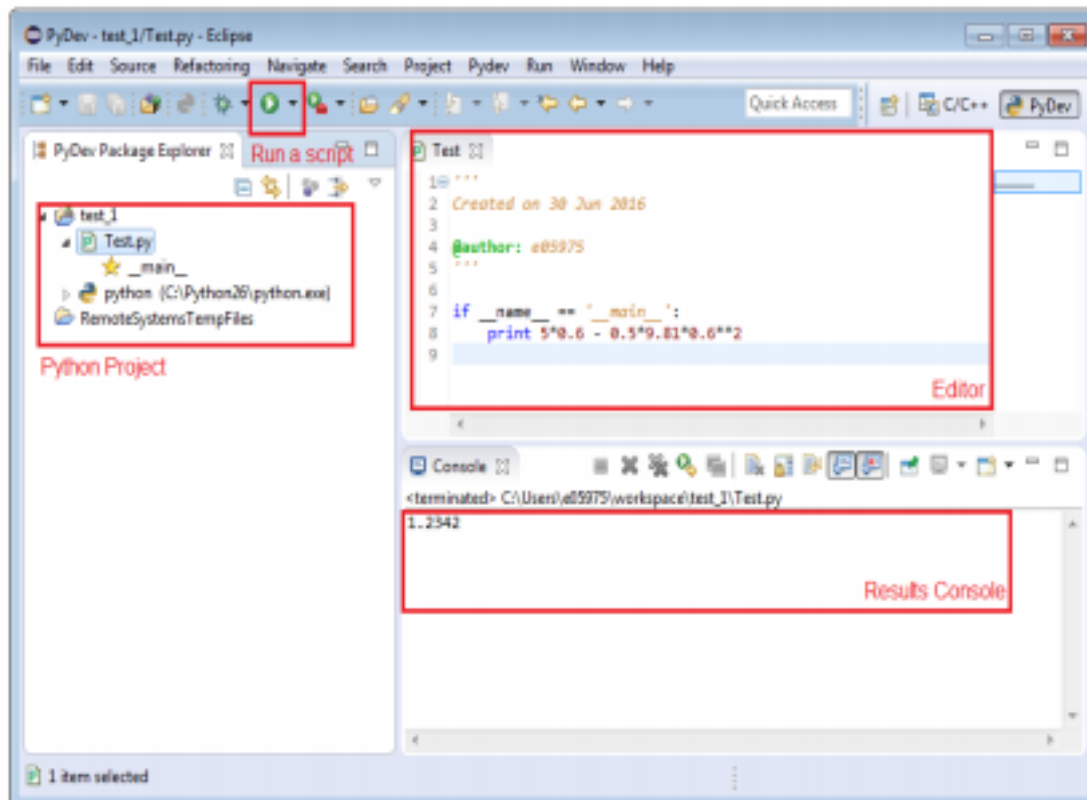 PyDev - test_1/Test.py - Eclipse
File Edit Source Refactoring Navigate Search Project Pydev Run Window Help
Quick Access C/C++ PyDev
PyDev Package Explorer
Run a script
test_1
Test.py
__main__
python (C:\Python26\python.exe)
RemoteSystemsTempFiles
Python Project
Test
1 '''
2 Created on 30 Jun 2016
3
4 @author: e05975
5 '''
6
7 if __name__ == '__main__':
8 print 5*0.6 - 0.5*9.81*0.6**2
9
Editor
Console
<terminated> C:\Users\e05975\workspace\test_1\Test.py
1.2342
Results Console
1 item selected